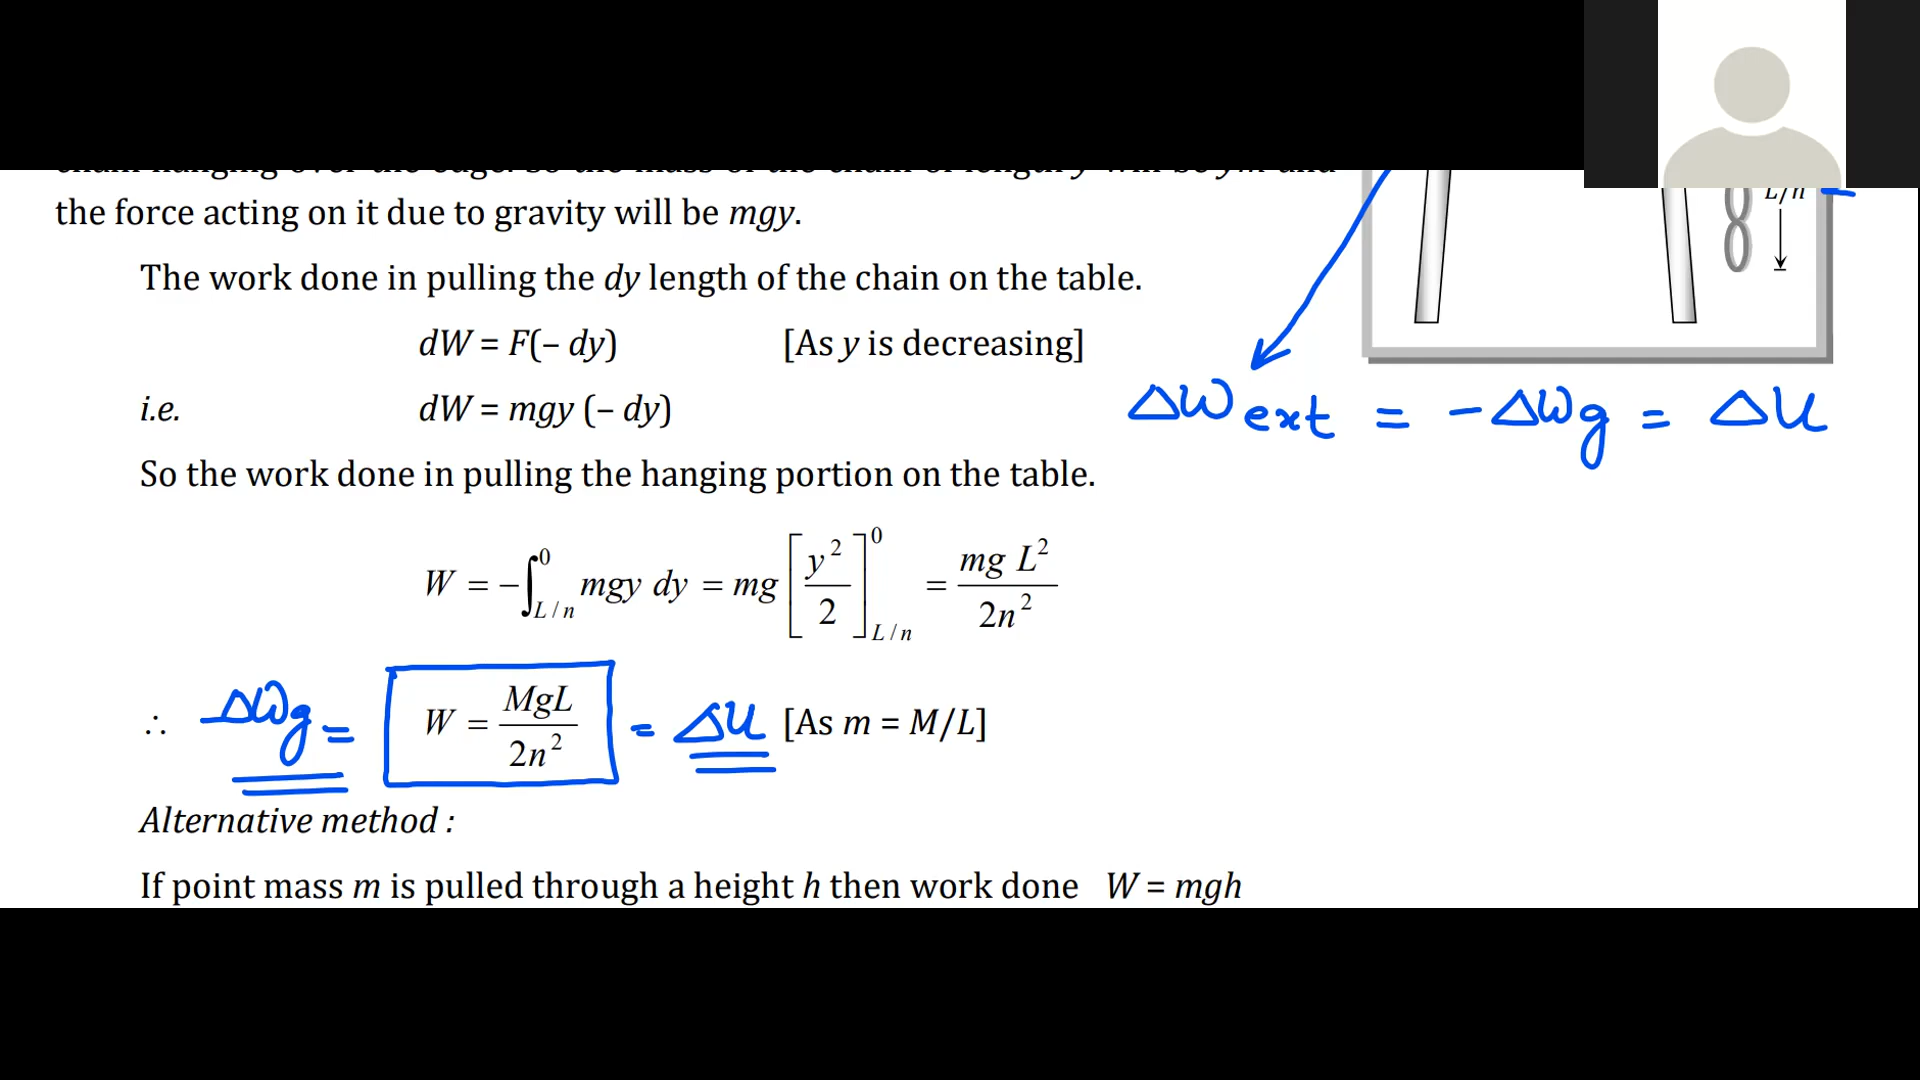 the force acting on it due to gravity will be mgy.
L/n
The work done in pulling the dy length of the chain on the table.
dW = F(– dy) [As y is decreasing]
i.e. dW = mgy (– dy)
ΔW ext = -ΔWg = ΔU
So the work done in pulling the hanging portion on the table.
W = -∫_{L/n}^{0} mgy dy = mg [y²/2]_{L/n}^{0} = mg L²/2n²
∴ ΔWg = W = MgL/2n² = ΔU [As m = M/L]
Alternative method :
If point mass m is pulled through a height h then work done W = mgh